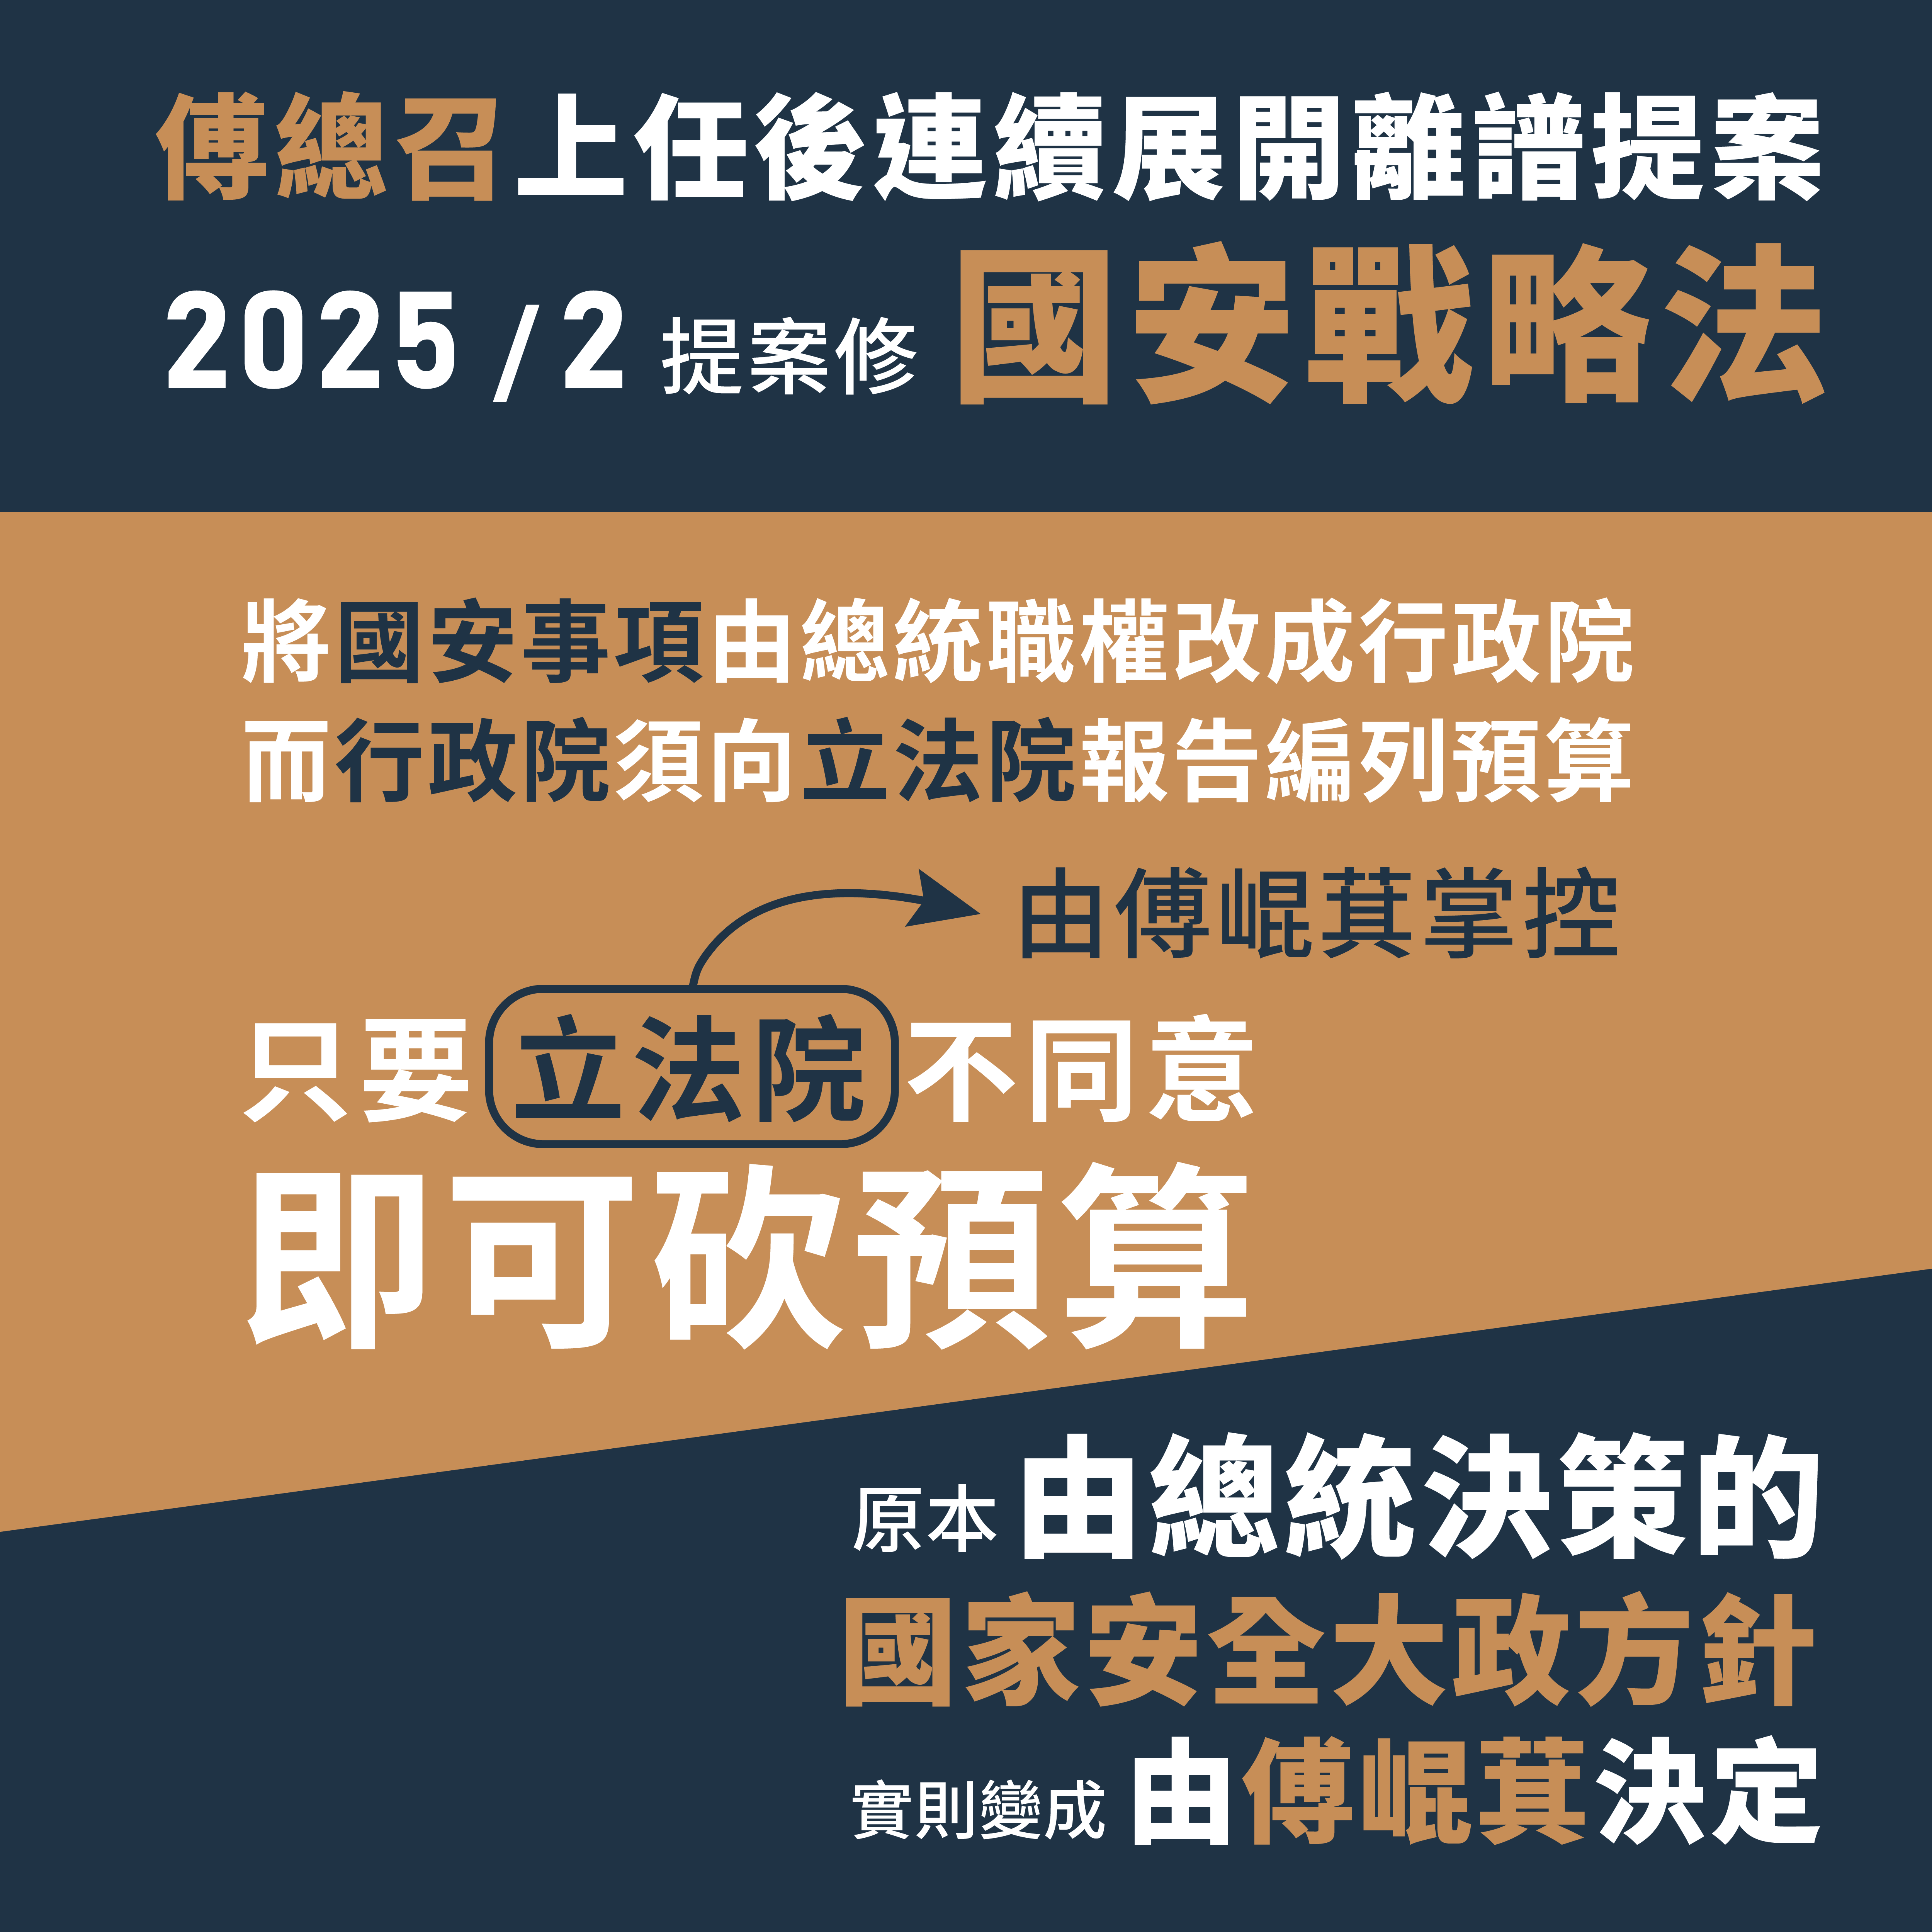 傅總召上任後連續展開離譜提案
2025/2 提案修 國安戰略法
將國安事項由總統職權改成行政院
而行政院須向立法院報告編列預算
由傅崐萁掌控
只要立法院不同意
即可砍預算
原本 由總統決策的
國家安全大政方針
實則變成 由傅崐萁決定